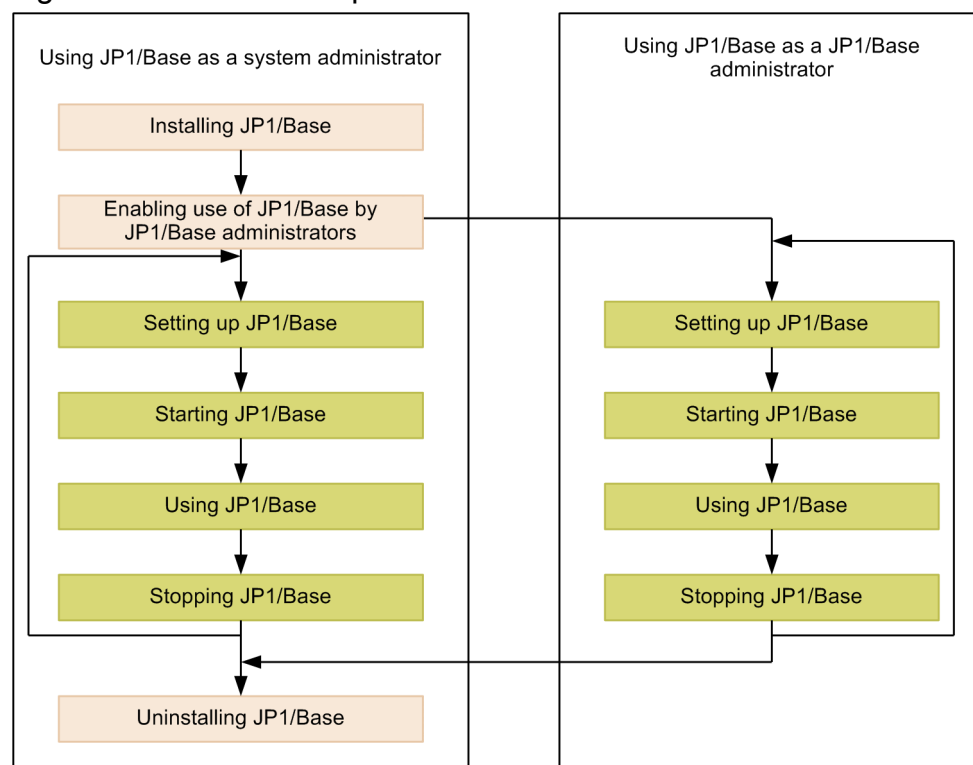 Using JP1/Base as a system administrator
Installing JP1/Base
Enabling use of JP1/Base by
JP1/Base administrators
Setting up JP1/Base
Starting JP1/Base
Using JP1/Base
Stopping JP1/Base
Uninstalling JP1/Base
Using JP1/Base as a JP1/Base
administrator
Setting up JP1/Base
Starting JP1/Base
Using JP1/Base
Stopping JP1/Base